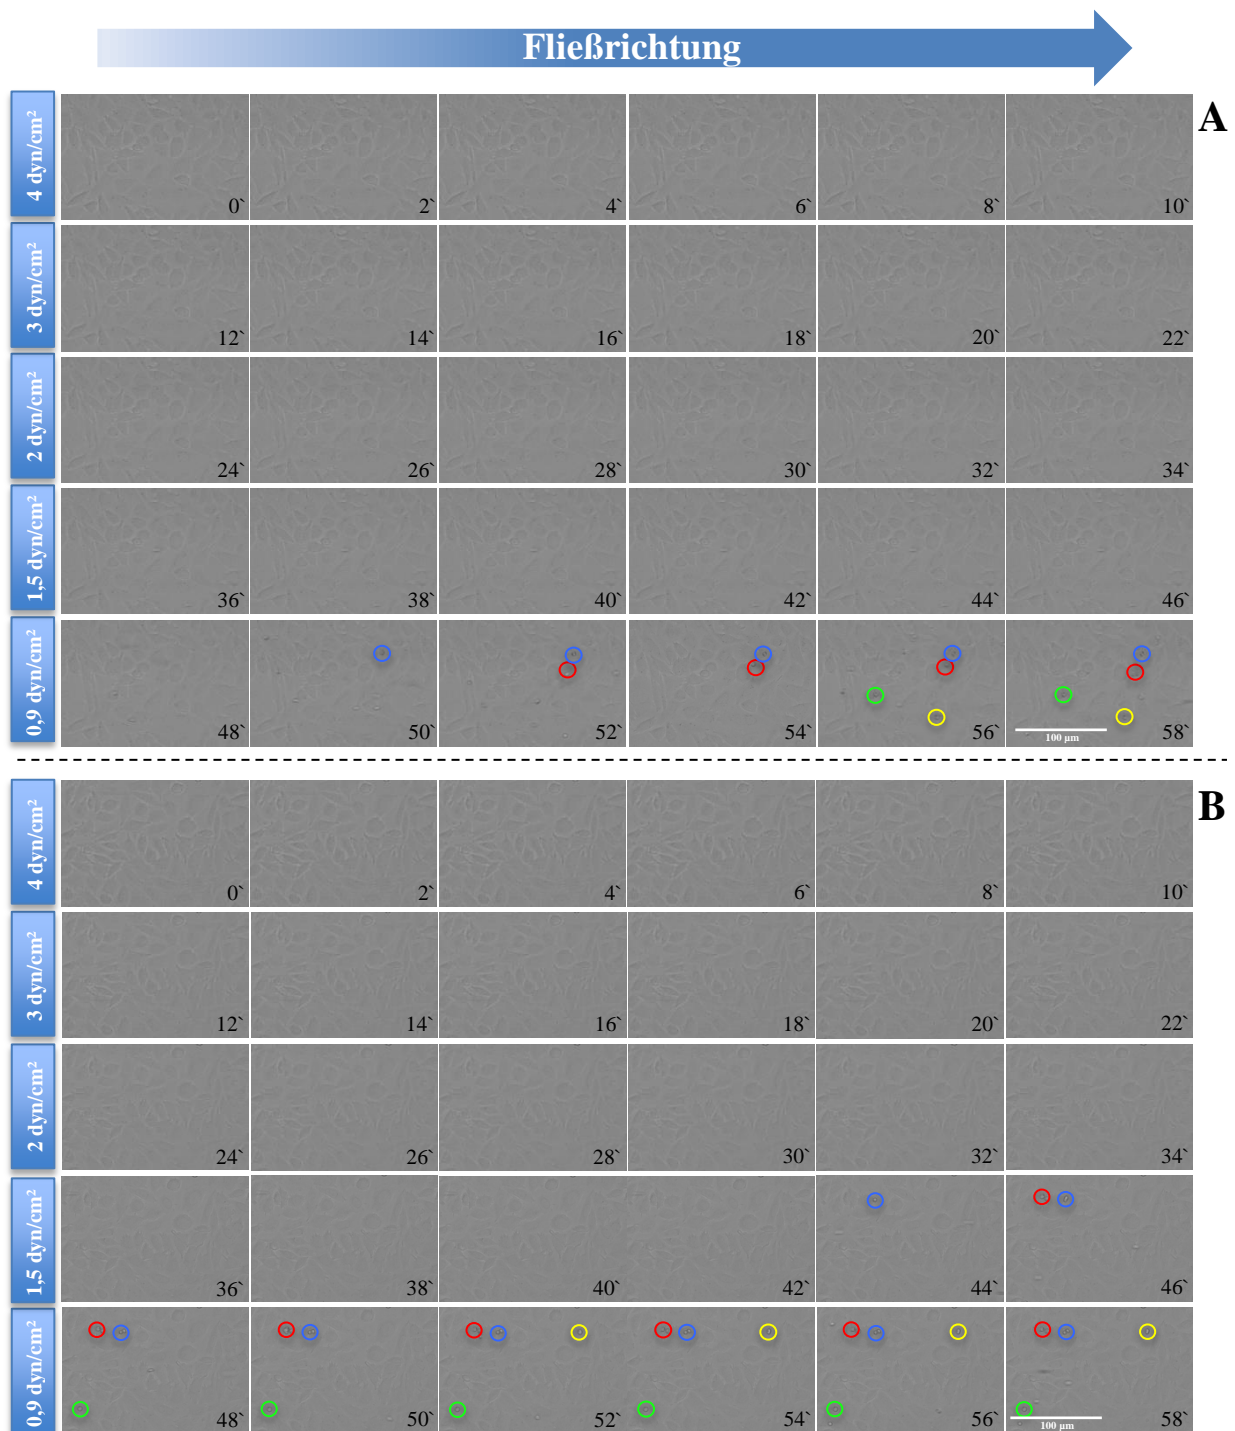 Fließrichtung
A
4 dyn/cm²
0` 2` 4` 6` 8` 10`
3 dyn/cm²
12` 14` 16` 18` 20` 22`
2 dyn/cm²
24` 26` 28` 30` 32` 34`
1,5 dyn/cm²
36` 38` 40` 42` 44` 46`
0,9 dyn/cm²
48` 50` 52` 54` 56` 58`
100 µm
B
4 dyn/cm²
0` 2` 4` 6` 8` 10`
3 dyn/cm²
12` 14` 16` 18` 20` 22`
2 dyn/cm²
24` 26` 28` 30` 32` 34`
1,5 dyn/cm²
36` 38` 40` 42` 44` 46`
0,9 dyn/cm²
48` 50` 52` 54` 56` 58`
100 µm